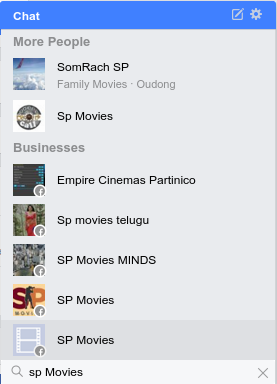 Chat
More People
SomRach SP
Family Movies · Oudong
Sp Movies
Businesses
Empire Cinemas Partinico
Sp movies telugu
SP Movies MINDS
SP Movies
SP Movies
sp Movies